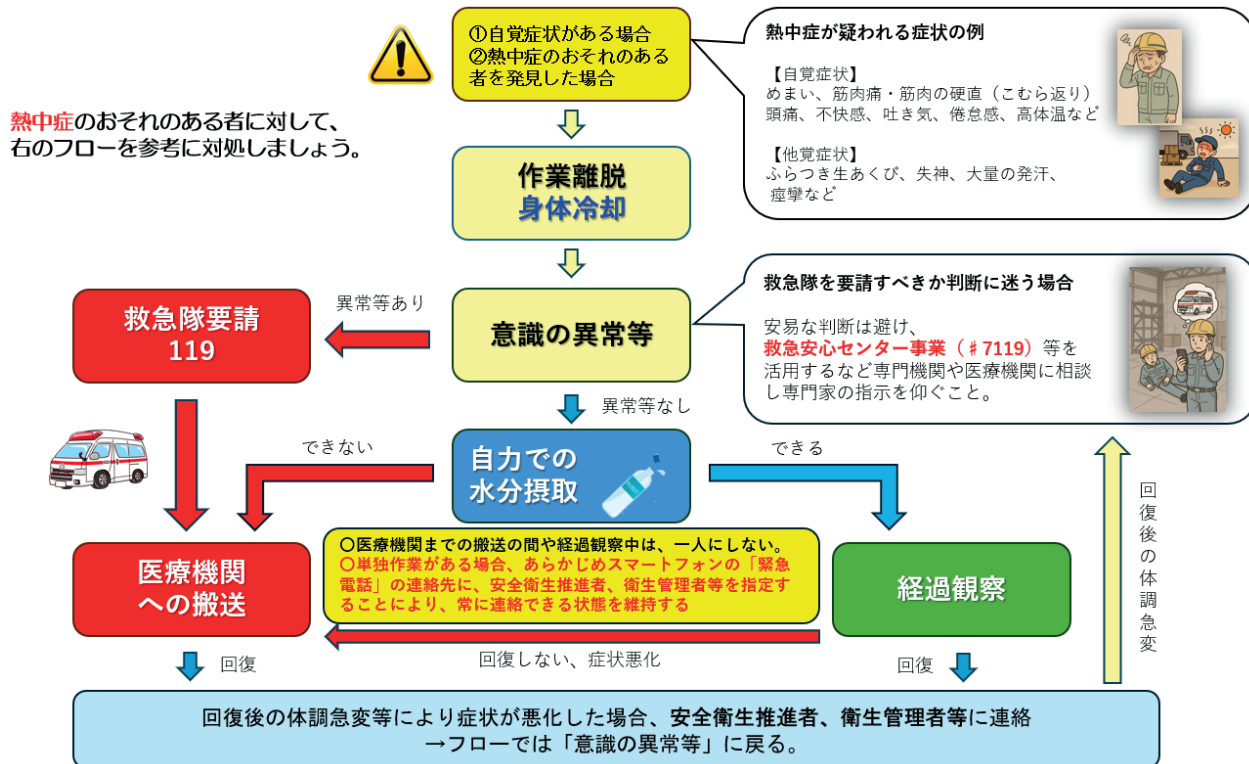 ①自覚症状がある場合
②熱中症のおそれのある
者を発見した場合
熱中症が疑われる症状の例
【自覚症状】
めまい、筋肉痛・筋肉の硬直（こむら返り）
頭痛、不快感、吐き気、倦怠感、高体温など
【他覚症状】
ふらつき生あくび、失神、大量の発汗、
痙攣など
熱中症のおそれのある者に対して、
右のフローを参考に対処しましょう。
作業離脱
身体冷却
救急隊を要請すべきか判断に迷う場合
安易な判断は避け、
救急安心センター事業（♯7119）等を
活用するなど専門機関や医療機関に相談
し専門家の指示を仰ぐこと。
意識の異常等
異常等あり
救急隊要請
119
異常等なし
自力での
水分摂取
できない
できる
○医療機関までの搬送の間や経過観察中は、一人にしない。
○単独作業がある場合、あらかじめスマートフォンの「緊急
電話」の連絡先に、安全衛生推進者、衛生管理者等を指定す
ることにより、常に連絡できる状態を維持する
医療機関
への搬送
経過観察
回復しない、症状悪化
回復
回復
回復後の体調急変
回復後の体調急変等により症状が悪化した場合、安全衛生推進者、衛生管理者等に連絡
→フローでは「意識の異常等」に戻る。